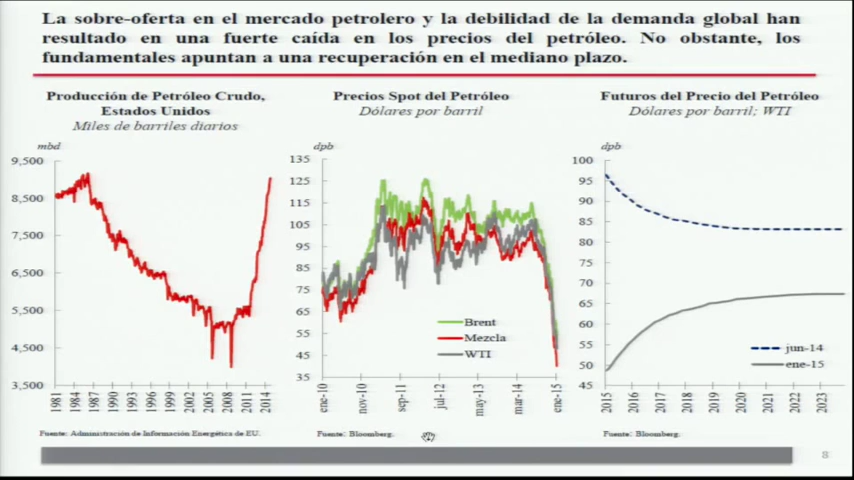 La sobre-oferta en el mercado petrolero y la debilidad de la demanda global han
resultado en una fuerte caída en los precios del petróleo. No obstante, los
fundamentales apuntan a una recuperación en el mediano plazo.
Producción de Petróleo Crudo,
Estados Unidos
Miles de barriles diarios
mbd
9,500
8,500
7,500
6,500
5,500
4,500
3,500
1981
1984
1987
1990
1993
1996
1999
2002
2005
2008
2011
2014
Fuente: Administración de Información Energética de EU.
Precios Spot del Petróleo
Dólares por barril
dpb
135
125
115
105
95
85
75
65
55
45
35
Brent
Mezcla
WTI
ene-10
nov-10
sep-11
jul-12
may-13
mar-14
ene-15
Fuente: Bloomberg.
Futuros del Precio del Petróleo
Dólares por barril; WTI
dpb
100
95
90
85
80
75
70
65
60
55
50
45
jun-14
ene-15
2015
2016
2017
2018
2019
2020
2021
2022
2023
Fuente: Bloomberg.
8